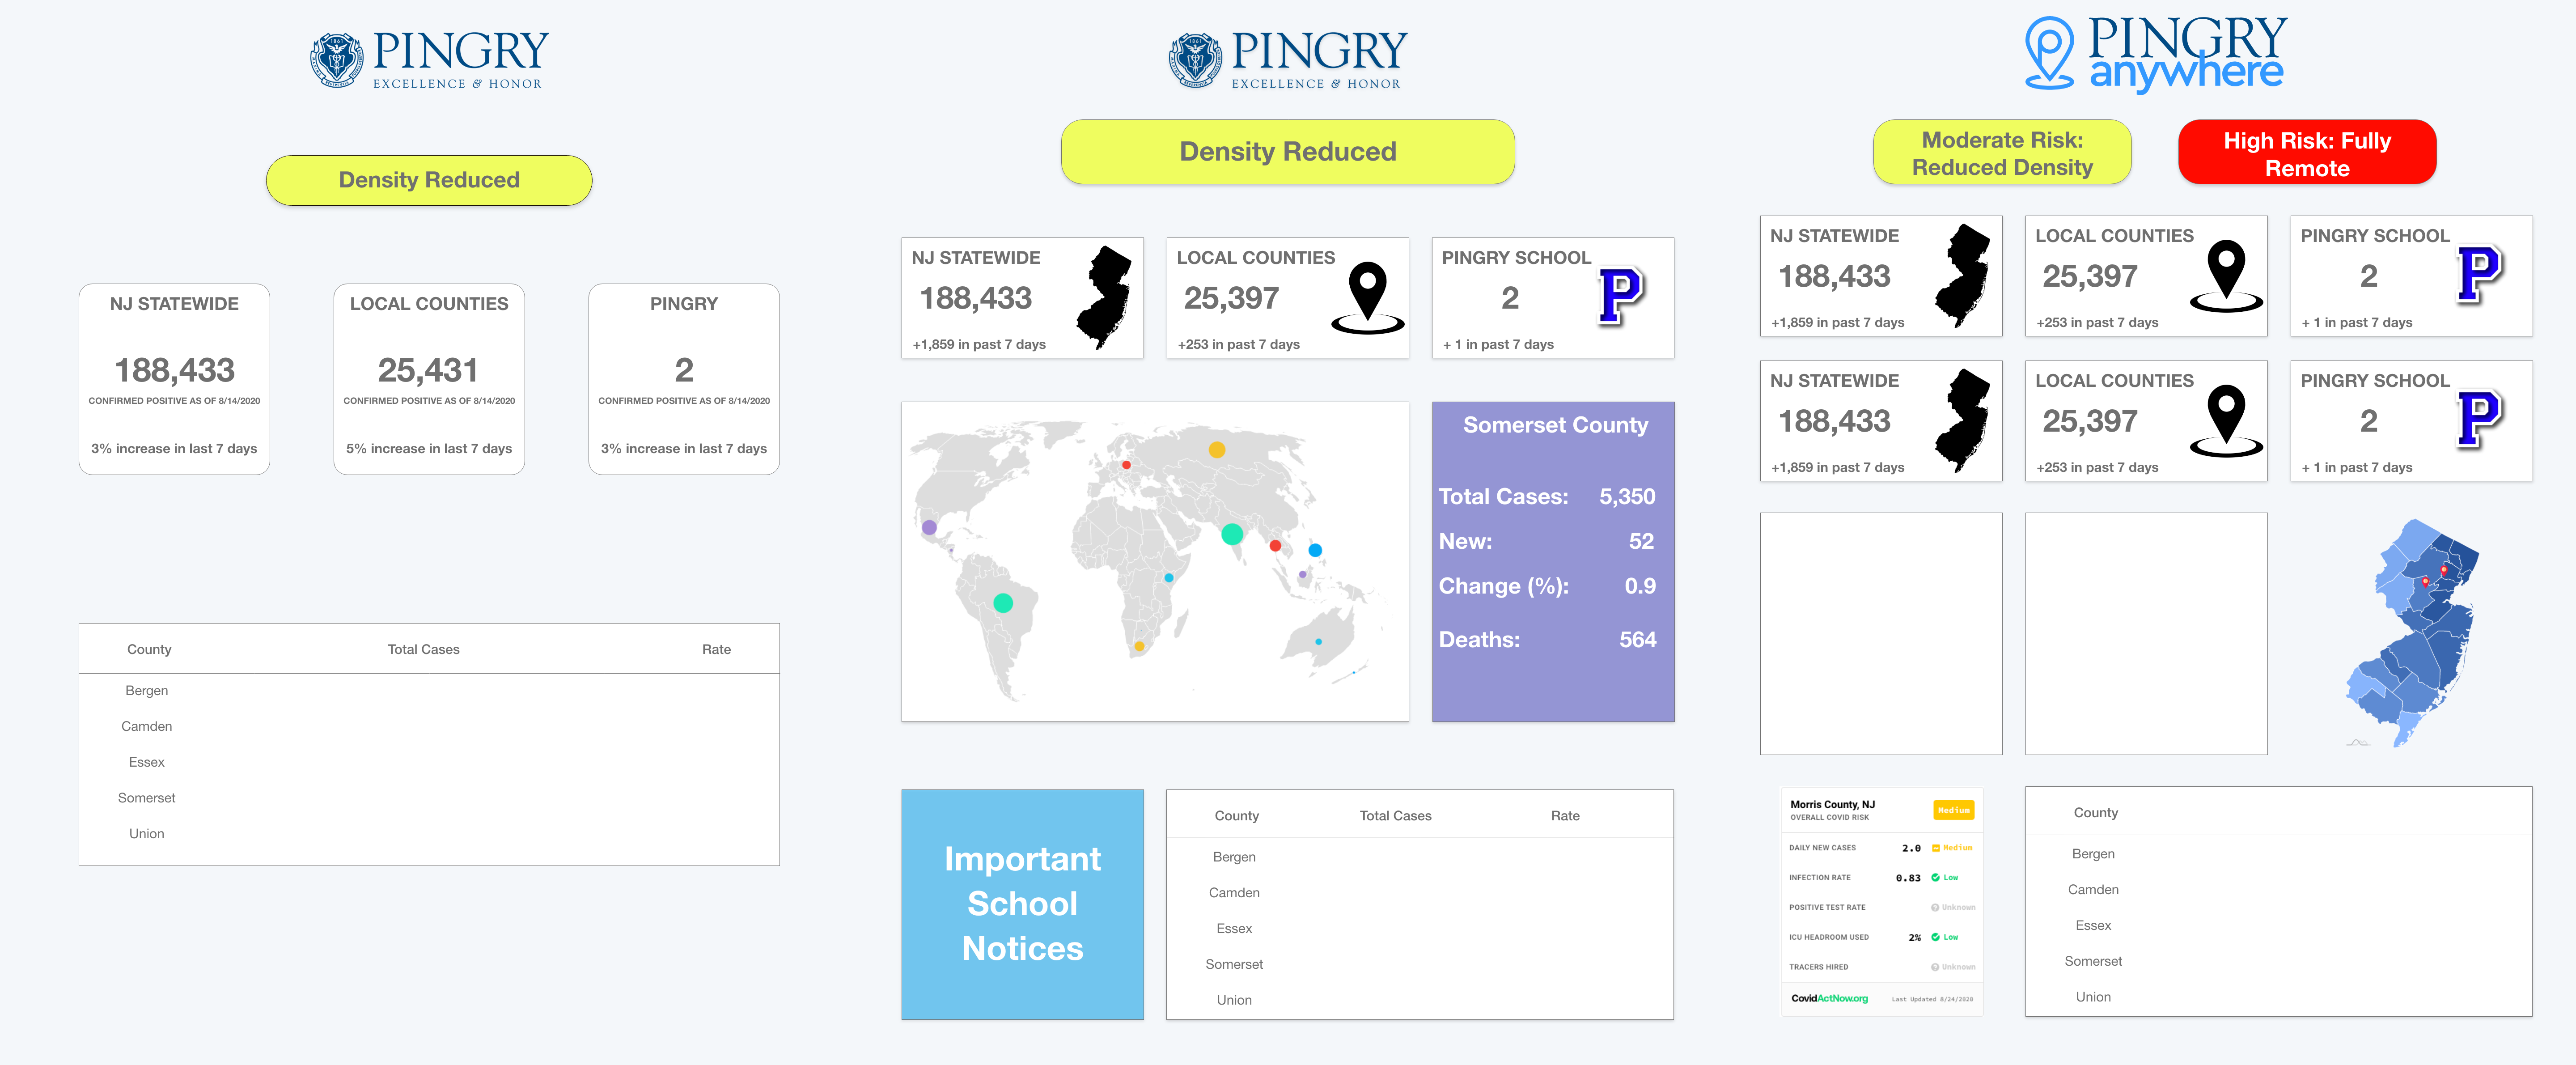 PINGRY
EXCELLENCE & HONOR
Density Reduced
NJ STATEWIDE
188,433
CONFIRMED POSITIVE AS OF 8/14/2020
3% increase in last 7 days
LOCAL COUNTIES
25,431
CONFIRMED POSITIVE AS OF 8/14/2020
5% increase in last 7 days
PINGRY
2
CONFIRMED POSITIVE AS OF 8/14/2020
3% increase in last 7 days
County Total Cases Rate
Bergen
Camden
Essex
Somerset
Union
PINGRY
EXCELLENCE & HONOR
Density Reduced
NJ STATEWIDE
188,433
+1,859 in past 7 days
LOCAL COUNTIES
25,397
+253 in past 7 days
PINGRY SCHOOL
2
P
+ 1 in past 7 days
Somerset County
Total Cases: 5,350
New: 52
Change (%): 0.9
Deaths: 564
Important
School
Notices
County Total Cases Rate
Bergen
Camden
Essex
Somerset
Union
PINGRY
anywhere
Moderate Risk:
Reduced Density
High Risk: Fully
Remote
NJ STATEWIDE
188,433
+1,859 in past 7 days
LOCAL COUNTIES
25,397
+253 in past 7 days
PINGRY SCHOOL
2
P
+ 1 in past 7 days
NJ STATEWIDE
188,433
+1,859 in past 7 days
LOCAL COUNTIES
25,397
+253 in past 7 days
PINGRY SCHOOL
2
P
+ 1 in past 7 days
Morris County, NJ
OVERALL COVID RISK
Medium
DAILY NEW CASES 2.0 Medium
INFECTION RATE 0.83 Low
POSITIVE TEST RATE ? Unknown
ICU HEADROOM USED 2% Low
TRACERS HIRED ? Unknown
CovidActNow.org Last Updated 8/24/2020
County
Bergen
Camden
Essex
Somerset
Union